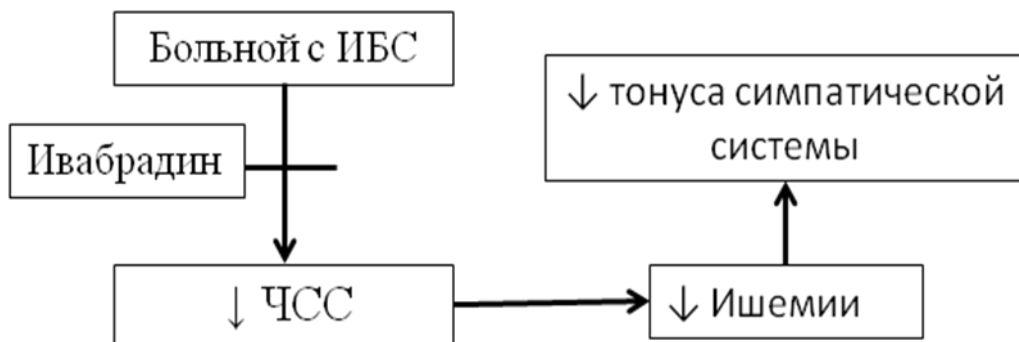 Больной с ИБС
Ивабрадин
↓ ЧСС
↓ Ишемии
↓ тонуса симпатической
системы